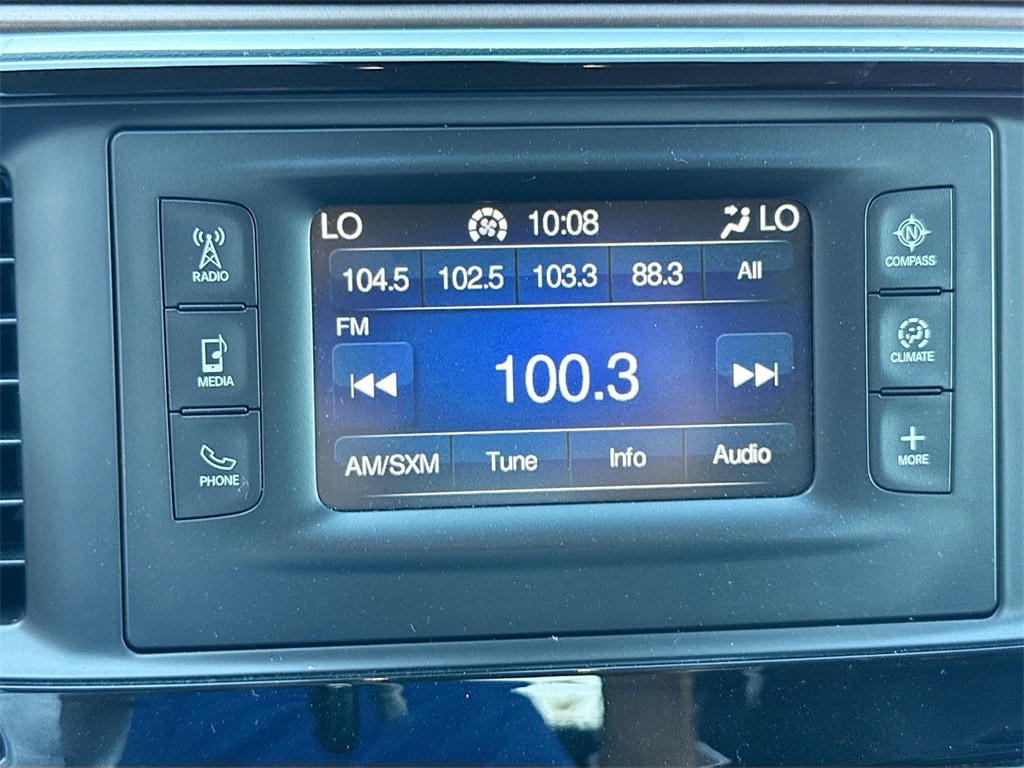 LO 10:08 LO
104.5 102.5 103.3 88.3 All
FM
100.3
AM/SXM Tune Info Audio
RADIO
MEDIA
PHONE
N
COMPASS
CLIMATE
MORE